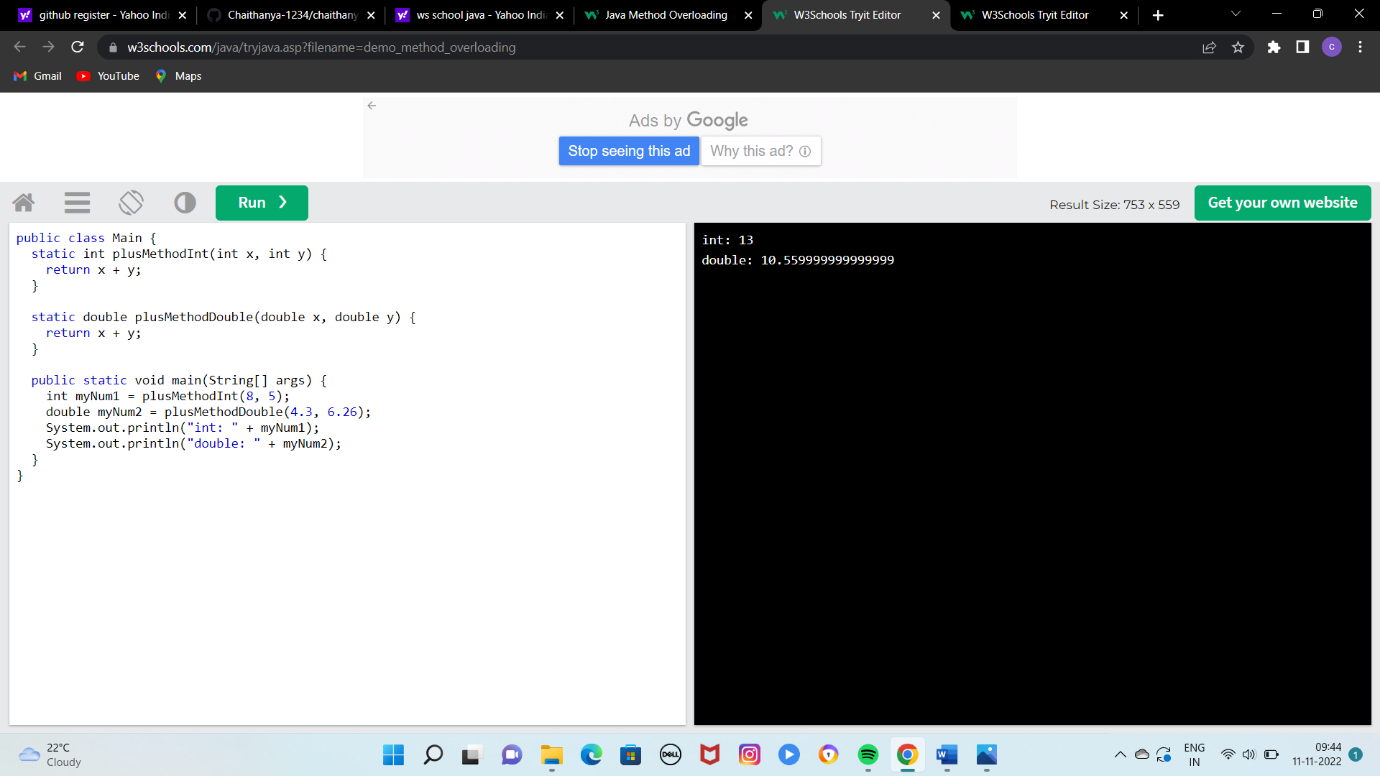 github register - Yahoo Indi
Chaithanya-1234/chaithany
ws school java - Yahoo Indi
Java Method Overloading
W3Schools Tryit Editor
W3Schools Tryit Editor
w3schools.com/java/tryjava.asp?filename=demo_method_overloading
C
Gmail
YouTube
Maps
Ads by Google
Stop seeing this ad
Why this ad?
Run ❯
Result Size: 753 x 559
Get your own website
public class Main {
  static int plusMethodInt(int x, int y) {
    return x + y;
  }
  static double plusMethodDouble(double x, double y) {
    return x + y;
  }
  public static void main(String[] args) {
    int myNum1 = plusMethodInt(8, 5);
    double myNum2 = plusMethodDouble(4.3, 6.26);
    System.out.println("int: " + myNum1);
    System.out.println("double: " + myNum2);
  }
}
int: 13
double: 10.559999999999999
22°C
Cloudy
DELL
ENG
IN
09:44
11-11-2022
1